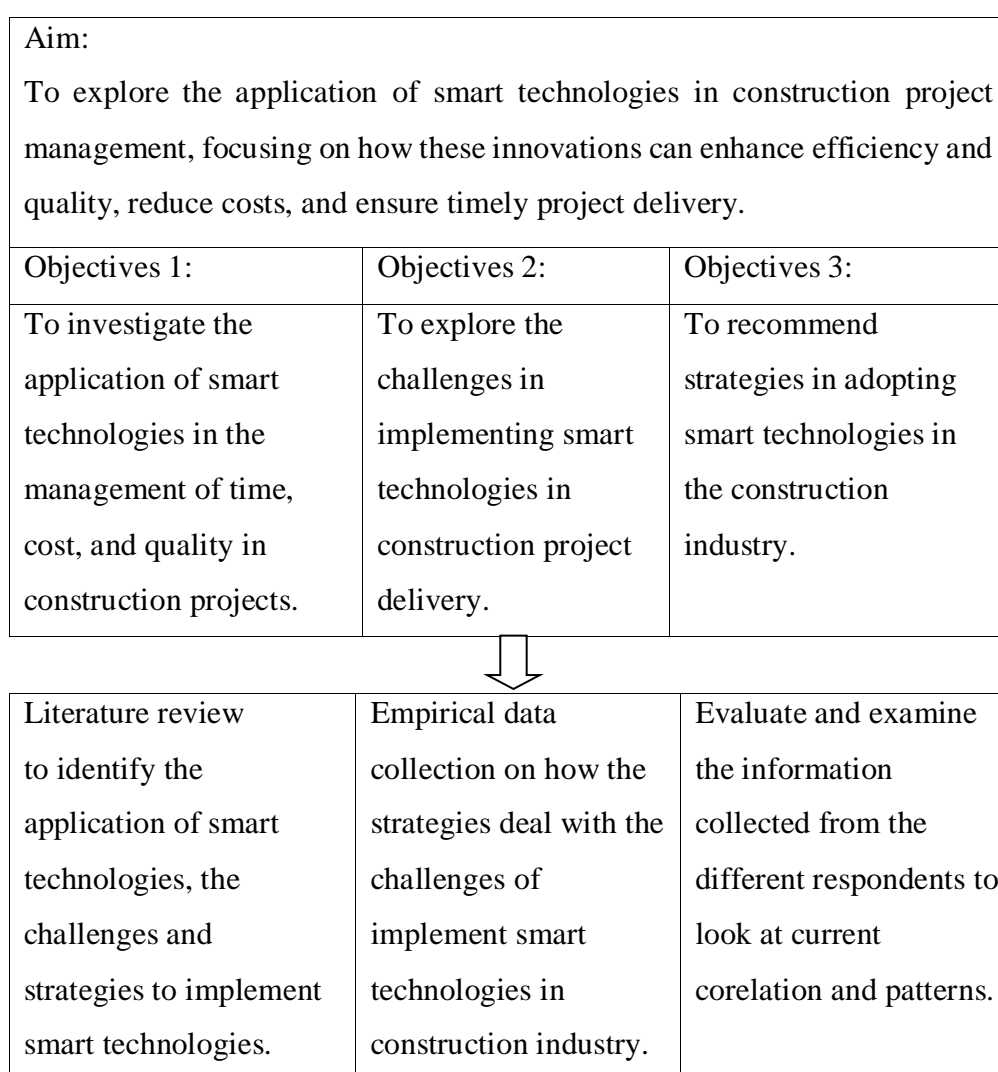 Aim:
To explore the application of smart technologies in construction project
management, focusing on how these innovations can enhance efficiency and
quality, reduce costs, and ensure timely project delivery.
Objectives 1:
To investigate the
application of smart
technologies in the
management of time,
cost, and quality in
construction projects.
Objectives 2:
To explore the
challenges in
implementing smart
technologies in
construction project
delivery.
Objectives 3:
To recommend
strategies in adopting
smart technologies in
the construction
industry.
Literature review
to identify the
application of smart
technologies, the
challenges and
strategies to implement
smart technologies.
Empirical data
collection on how the
strategies deal with the
challenges of
implement smart
technologies in
construction industry.
Evaluate and examine
the information
collected from the
different respondents to
look at current
corelation and patterns.